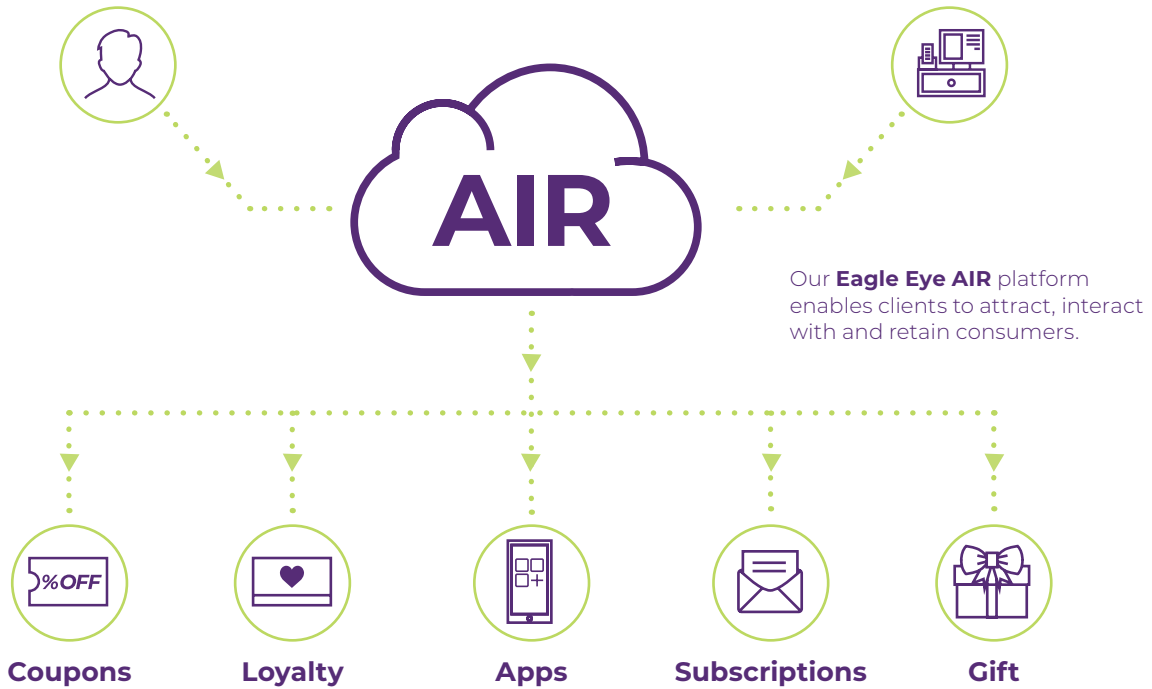 AIR
Our Eagle Eye AIR platform
enables clients to attract, interact
with and retain consumers.
%OFF
Coupons
Loyalty
Apps
Subscriptions
Gift